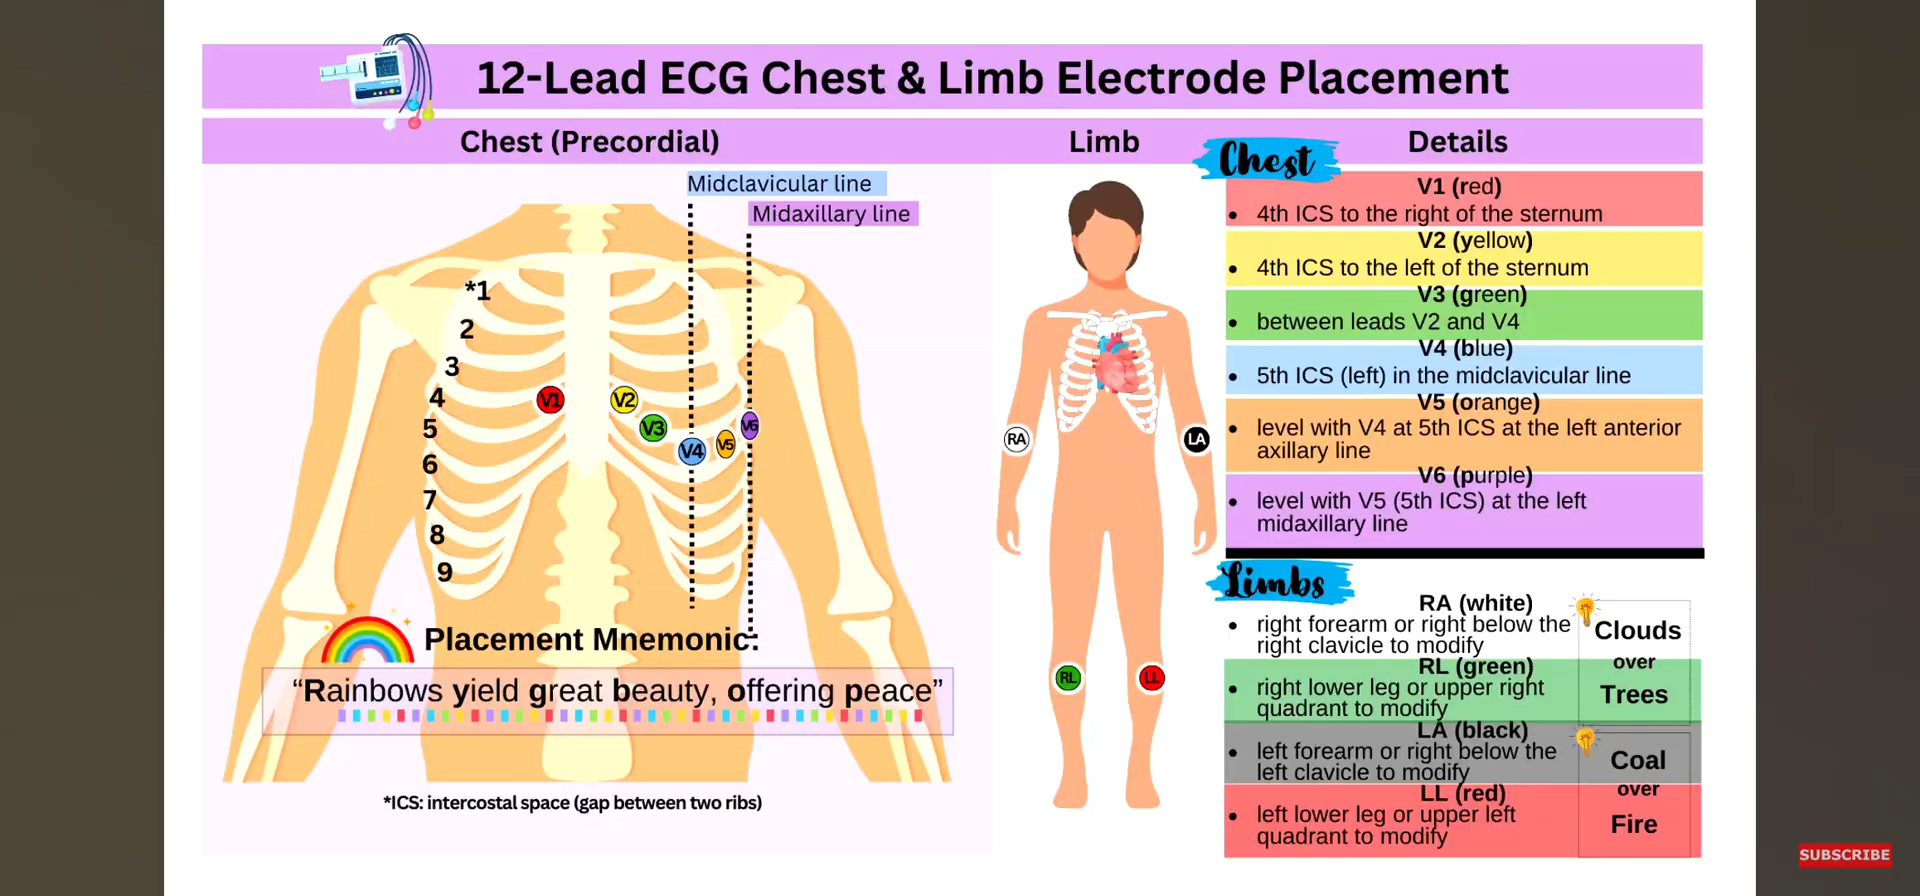 12-Lead ECG Chest & Limb Electrode Placement
Chest (Precordial)
Limb
Details
Midclavicular line
Midaxillary line
*1
2
3
4
5
6
7
8
9
V1
V2
V3
V4
V5
V6
Placement Mnemonic:
“Rainbows yield great beauty, offering peace”
*ICS: intercostal space (gap between two ribs)
RA
LA
RL
LL
Chest
V1 (red)
• 4th ICS to the right of the sternum
V2 (yellow)
• 4th ICS to the left of the sternum
V3 (green)
• between leads V2 and V4
V4 (blue)
• 5th ICS (left) in the midclavicular line
V5 (orange)
• level with V4 at 5th ICS at the left anterior
axillary line
V6 (purple)
• level with V5 (5th ICS) at the left
midaxillary line
Limbs
RA (white)
• right forearm or right below the
right clavicle to modify
RL (green)
• right lower leg or upper right
quadrant to modify
LA (black)
• left forearm or right below the
left clavicle to modify
LL (red)
• left lower leg or upper left
quadrant to modify
Clouds
over
Trees
Coal
over
Fire
SUBSCRIBE